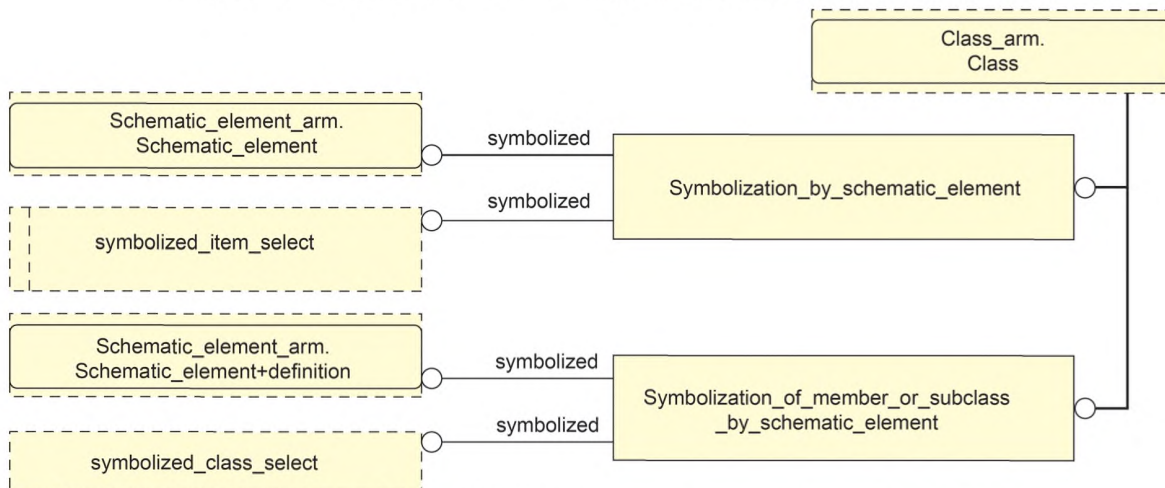 Class_arm.
Class
Schematic_element_arm.
Schematic_element
symbolized
Symbolization_by_schematic_element
symbolized
symbolized_item_select
Schematic_element_arm.
Schematic_element+definition
symbolized
Symbolization_of_member_or_subclass
_by_schematic_element
symbolized
symbolized_class_select